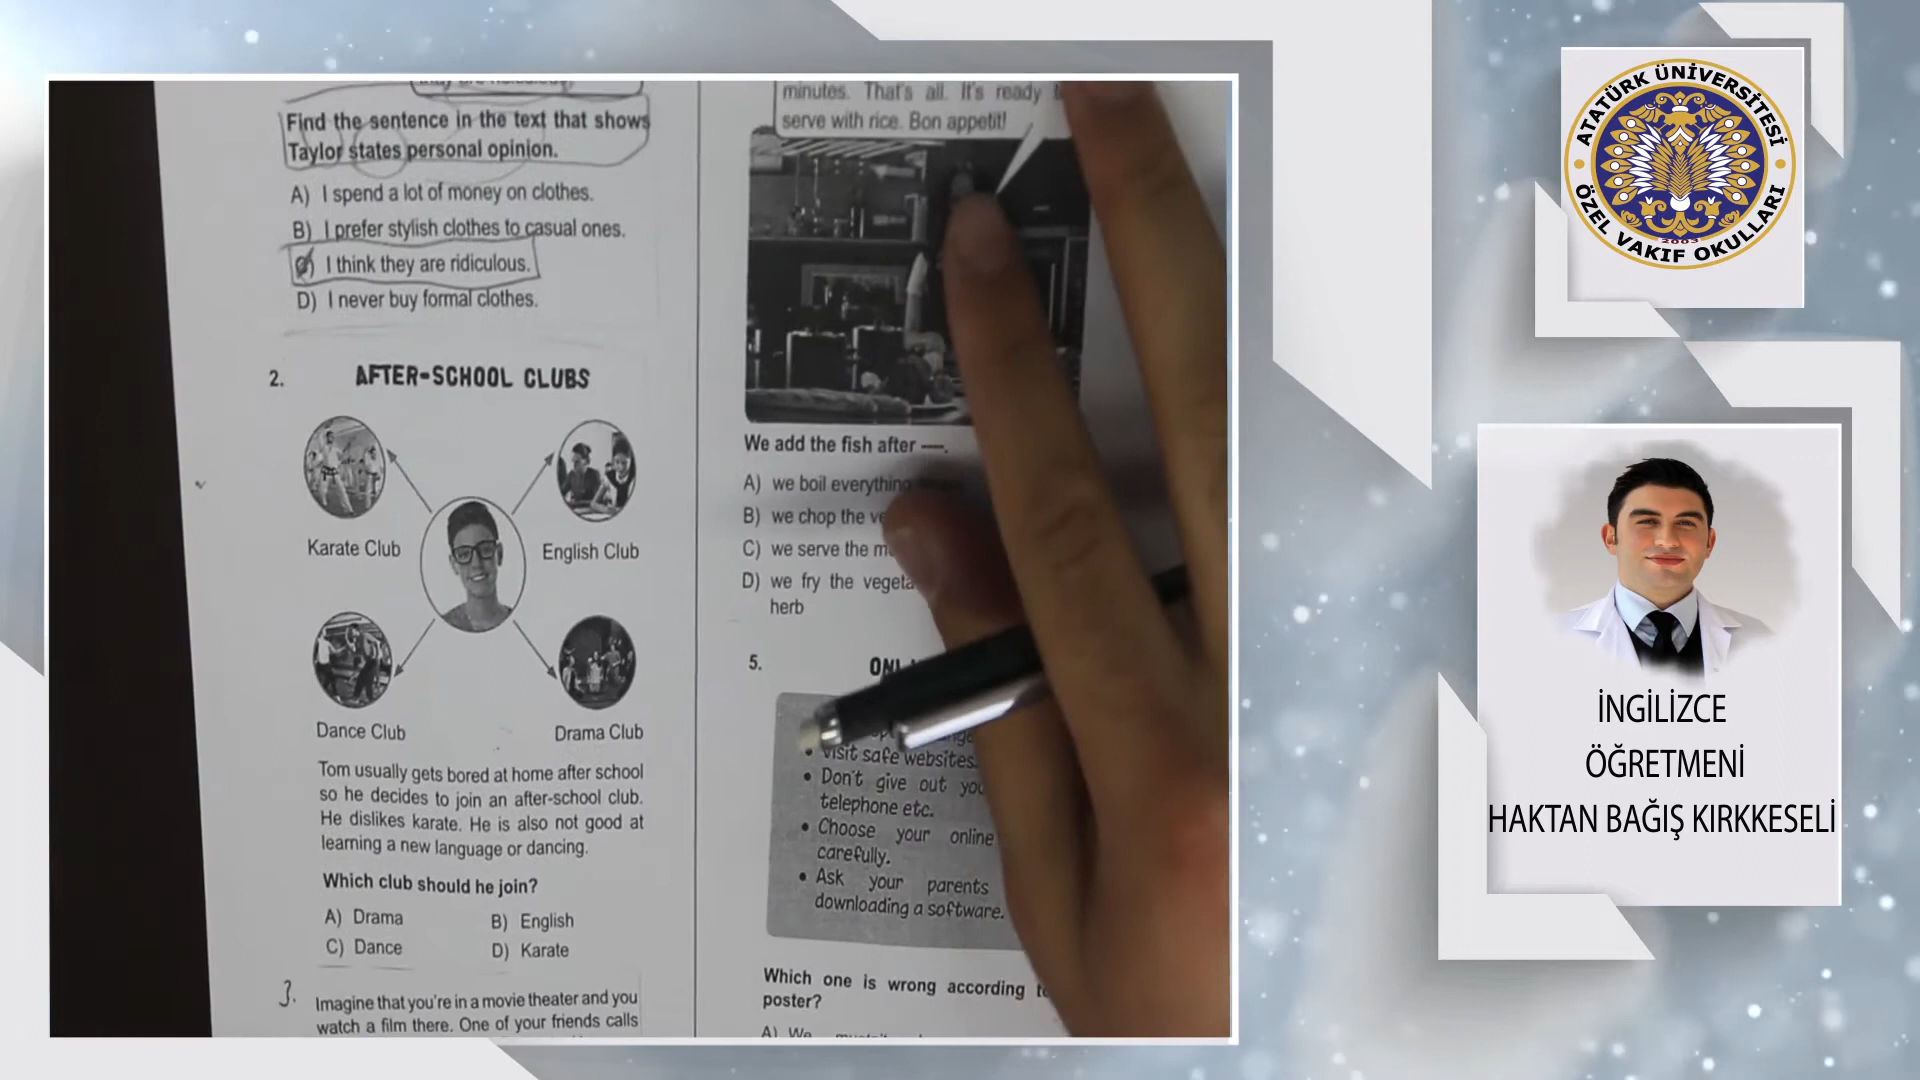 Find the sentence in the text that shows
Taylor states personal opinion.
A) I spend a lot of money on clothes.
B) I prefer stylish clothes to casual ones.
C) I think they are ridiculous.
D) I never buy formal clothes.
2. AFTER-SCHOOL CLUBS
Karate Club
English Club
Dance Club
Drama Club
Tom usually gets bored at home after school
so he decides to join an after-school club.
He dislikes karate. He is also not good at
learning a new language or dancing.
Which club should he join?
A) Drama
B) English
C) Dance
D) Karate
3. Imagine that you're in a movie theater and you
watch a film there. One of your friends calls
minutes. That's all. It's ready
serve with rice. Bon appetit!
We add the fish after ----.
A) we boil everything
B) we chop the
C) we serve the
D) we fry the
herb
5.
• Visit safe websites.
• Don't give out
telephone etc.
• Choose your online
carefully.
• Ask your parents
downloading a software.
Which one is wrong according
poster?
A) We
ATATÜRK ÜNİVERSİTESİ
ÖZEL VAKIF OKULLARI
2003
İNGİLİZCE
ÖĞRETMENİ
HAKTAN BAĞIŞ KIRKKESELİ